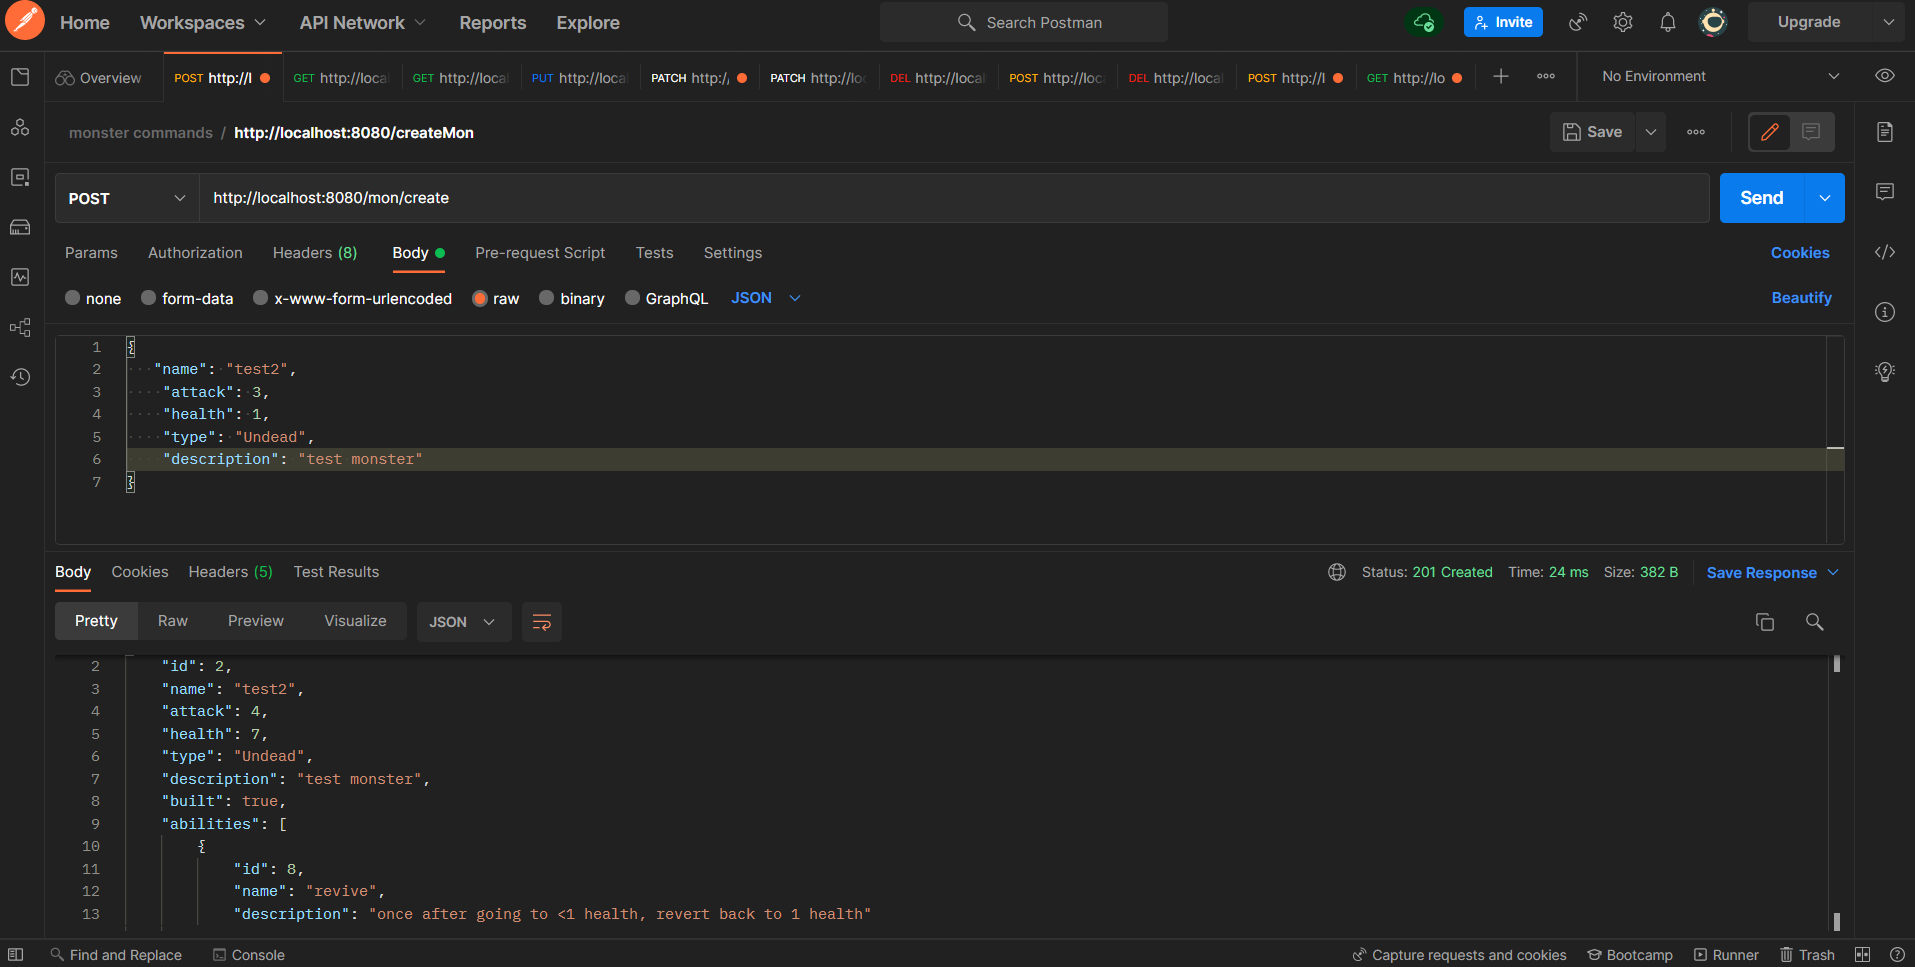 Home Workspaces API Network Reports Explore Search Postman Invite Upgrade
Overview POST http://l GET http://loca GET http://loca PUT http://loca PATCH http:/ PATCH http://lo DEL http://loca POST http://loca DEL http://loca POST http://l GET http://lo No Environment
monster commands / http://localhost:8080/createMon Save
POST http://localhost:8080/mon/create Send
Params Authorization Headers (8) Body Pre-request Script Tests Settings Cookies
none form-data x-www-form-urlencoded raw binary GraphQL JSON Beautify
1 {
2 "name": "test2",
3 "attack": 3,
4 "health": 1,
5 "type": "Undead",
6 "description": "test monster"
7 }
Body Cookies Headers (5) Test Results Status: 201 Created Time: 24 ms Size: 382 B Save Response
Pretty Raw Preview Visualize JSON
2 "id": 2,
3 "name": "test2",
4 "attack": 4,
5 "health": 7,
6 "type": "Undead",
7 "description": "test monster",
8 "built": true,
9 "abilities": [
10 {
11 "id": 8,
12 "name": "revive",
13 "description": "once after going to <1 health, revert back to 1 health"
Find and Replace Console Capture requests and cookies Bootcamp Runner Trash